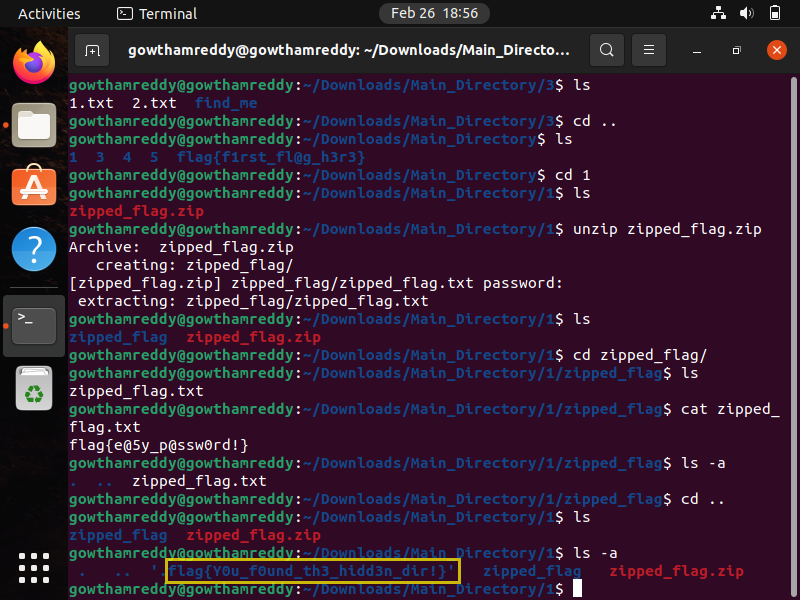 Activities Terminal Feb 26 18:56
gowthamreddy@gowthamreddy: ~/Downloads/Main_Directo...
gowthamreddy@gowthamreddy:~/Downloads/Main_Directory/3$ ls
1.txt 2.txt find_me
gowthamreddy@gowthamreddy:~/Downloads/Main_Directory/3$ cd ..
gowthamreddy@gowthamreddy:~/Downloads/Main_Directory$ ls
1 3 4 5 flag{f1rst_fl@g_h3r3}
gowthamreddy@gowthamreddy:~/Downloads/Main_Directory$ cd 1
gowthamreddy@gowthamreddy:~/Downloads/Main_Directory/1$ ls
zipped_flag.zip
gowthamreddy@gowthamreddy:~/Downloads/Main_Directory/1$ unzip zipped_flag.zip
Archive: zipped_flag.zip
creating: zipped_flag/
[zipped_flag.zip] zipped_flag/zipped_flag.txt password:
extracting: zipped_flag/zipped_flag.txt
gowthamreddy@gowthamreddy:~/Downloads/Main_Directory/1$ ls
zipped_flag zipped_flag.zip
gowthamreddy@gowthamreddy:~/Downloads/Main_Directory/1$ cd zipped_flag/
gowthamreddy@gowthamreddy:~/Downloads/Main_Directory/1/zipped_flag$ ls
zipped_flag.txt
gowthamreddy@gowthamreddy:~/Downloads/Main_Directory/1/zipped_flag$ cat zipped_
flag.txt
flag{e@5y_p@ssw0rd!}
gowthamreddy@gowthamreddy:~/Downloads/Main_Directory/1/zipped_flag$ ls -a
. .. zipped_flag.txt
gowthamreddy@gowthamreddy:~/Downloads/Main_Directory/1/zipped_flag$ cd ..
gowthamreddy@gowthamreddy:~/Downloads/Main_Directory/1$ ls
zipped_flag zipped_flag.zip
gowthamreddy@gowthamreddy:~/Downloads/Main_Directory/1$ ls -a
. .. '.flag{Y0u_f0und_th3_hidd3n_dir!}' zipped_flag zipped_flag.zip
gowthamreddy@gowthamreddy:~/Downloads/Main_Directory/1$